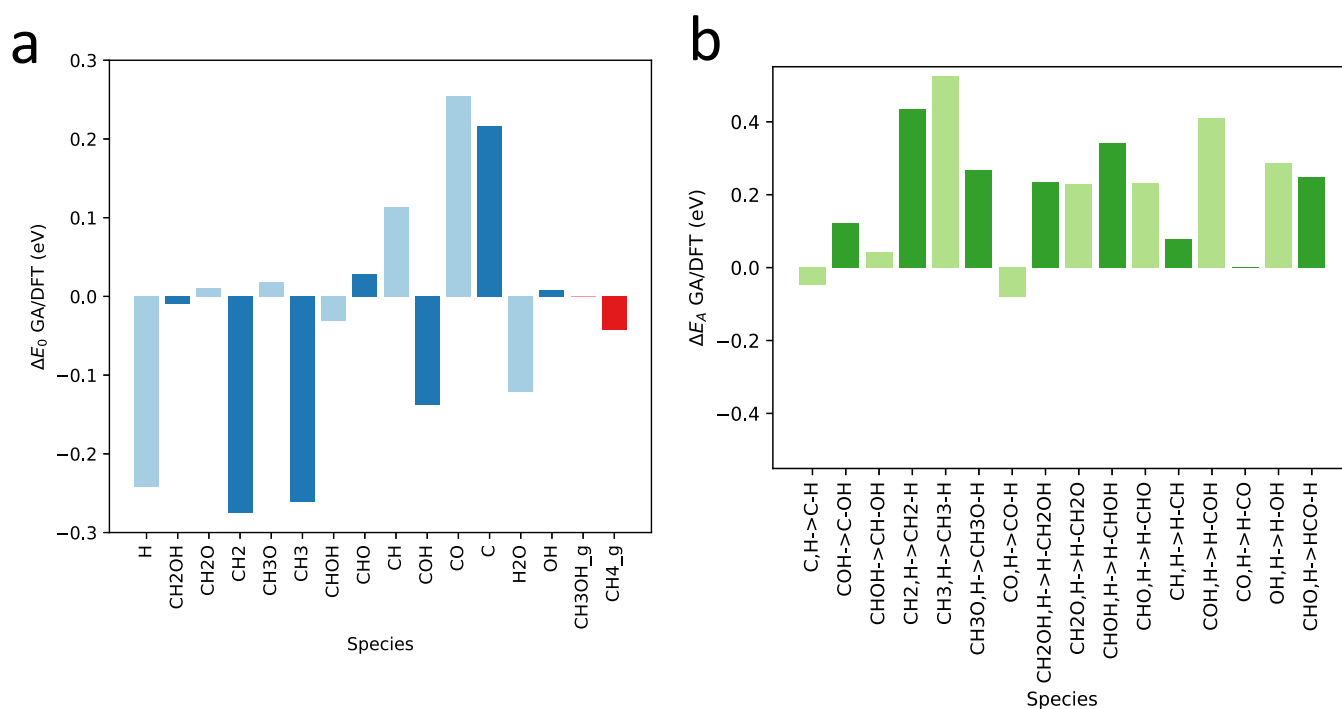 a
0.3
0.2
0.1
0.0
−0.1
−0.2
−0.3
ΔE0 GA/DFT (eV)
H
CH2OH
CH2O
CH2
CH3O
CH3
CHOH
CHO
CH
COH
CO
C
H2O
OH
CH3OH_g
CH4_g
Species
b
0.4
0.2
0.0
−0.2
−0.4
ΔEA GA/DFT (eV)
C,H->C-H
COH->C-OH
CHOH->CH-OH
CH2,H->CH2-H
CH3,H->CH3-H
CH3O,H->CH3O-H
CO,H->CO-H
CH2OH,H->H-CH2OH
CH2O,H->H-CH2O
CHOH,H->H-CHOH
CHO,H->H-CHO
CH,H->H-CH
COH,H->H-COH
CO,H->H-CO
OH,H->H-OH
CHO,H->HCO-H
Species